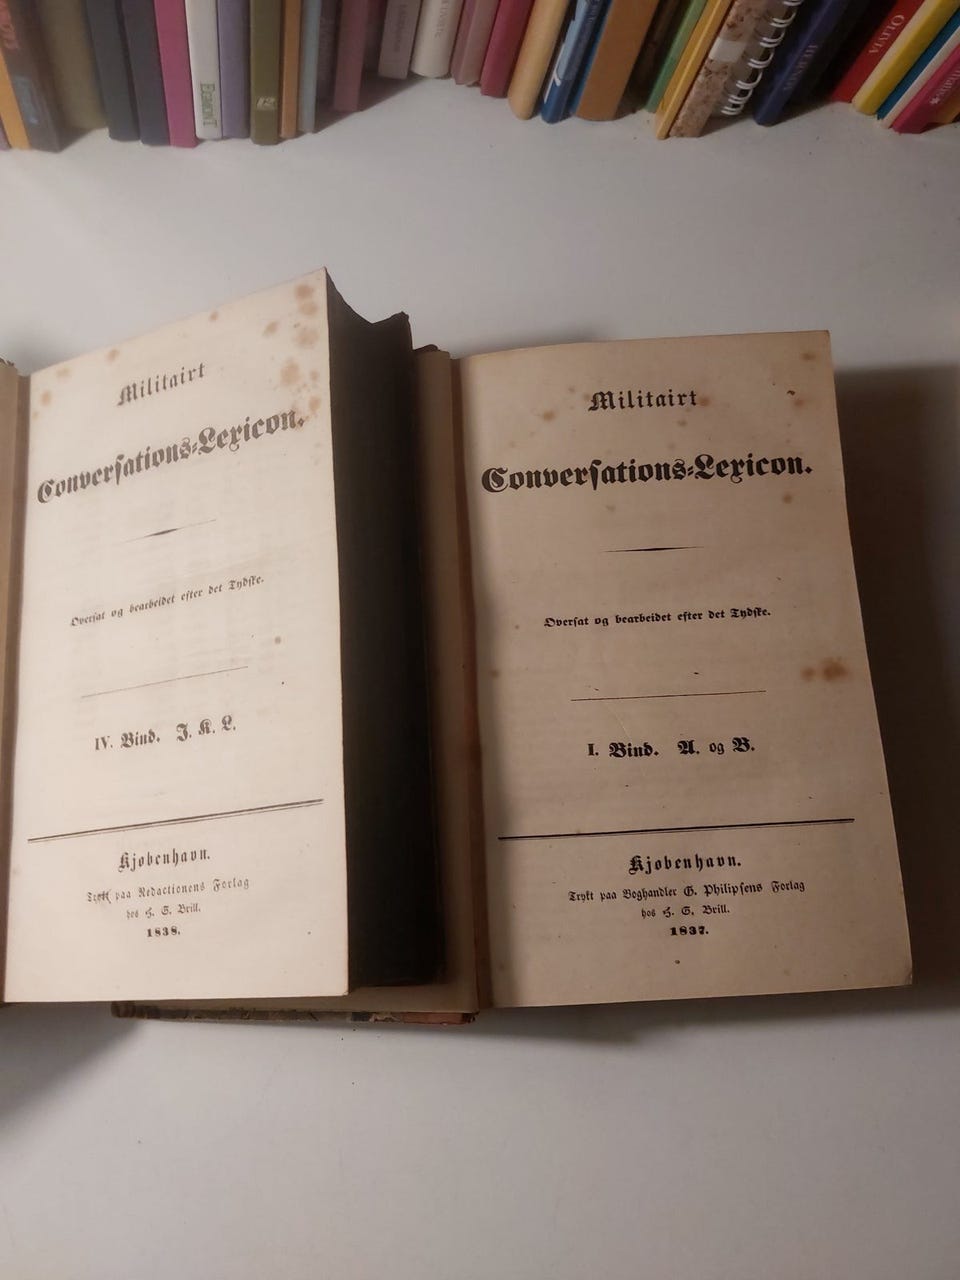 EGMONT
OLIVIA
Militairt
Conversations-Lexicon.
Oversat og bearbeidet efter det Tydske.
IV. Bind. J. K. L.
Kjøbenhavn.
Trykt paa Redactionens Forlag
hos H. G. Brill.
1838.
Militairt
Conversations-Lexicon.
Oversat og bearbeidet efter det Tydske.
I. Bind. A. og B.
Kjøbenhavn.
Trykt paa Boghandler G. Philipsens Forlag
hos H. G. Brill.
1837.